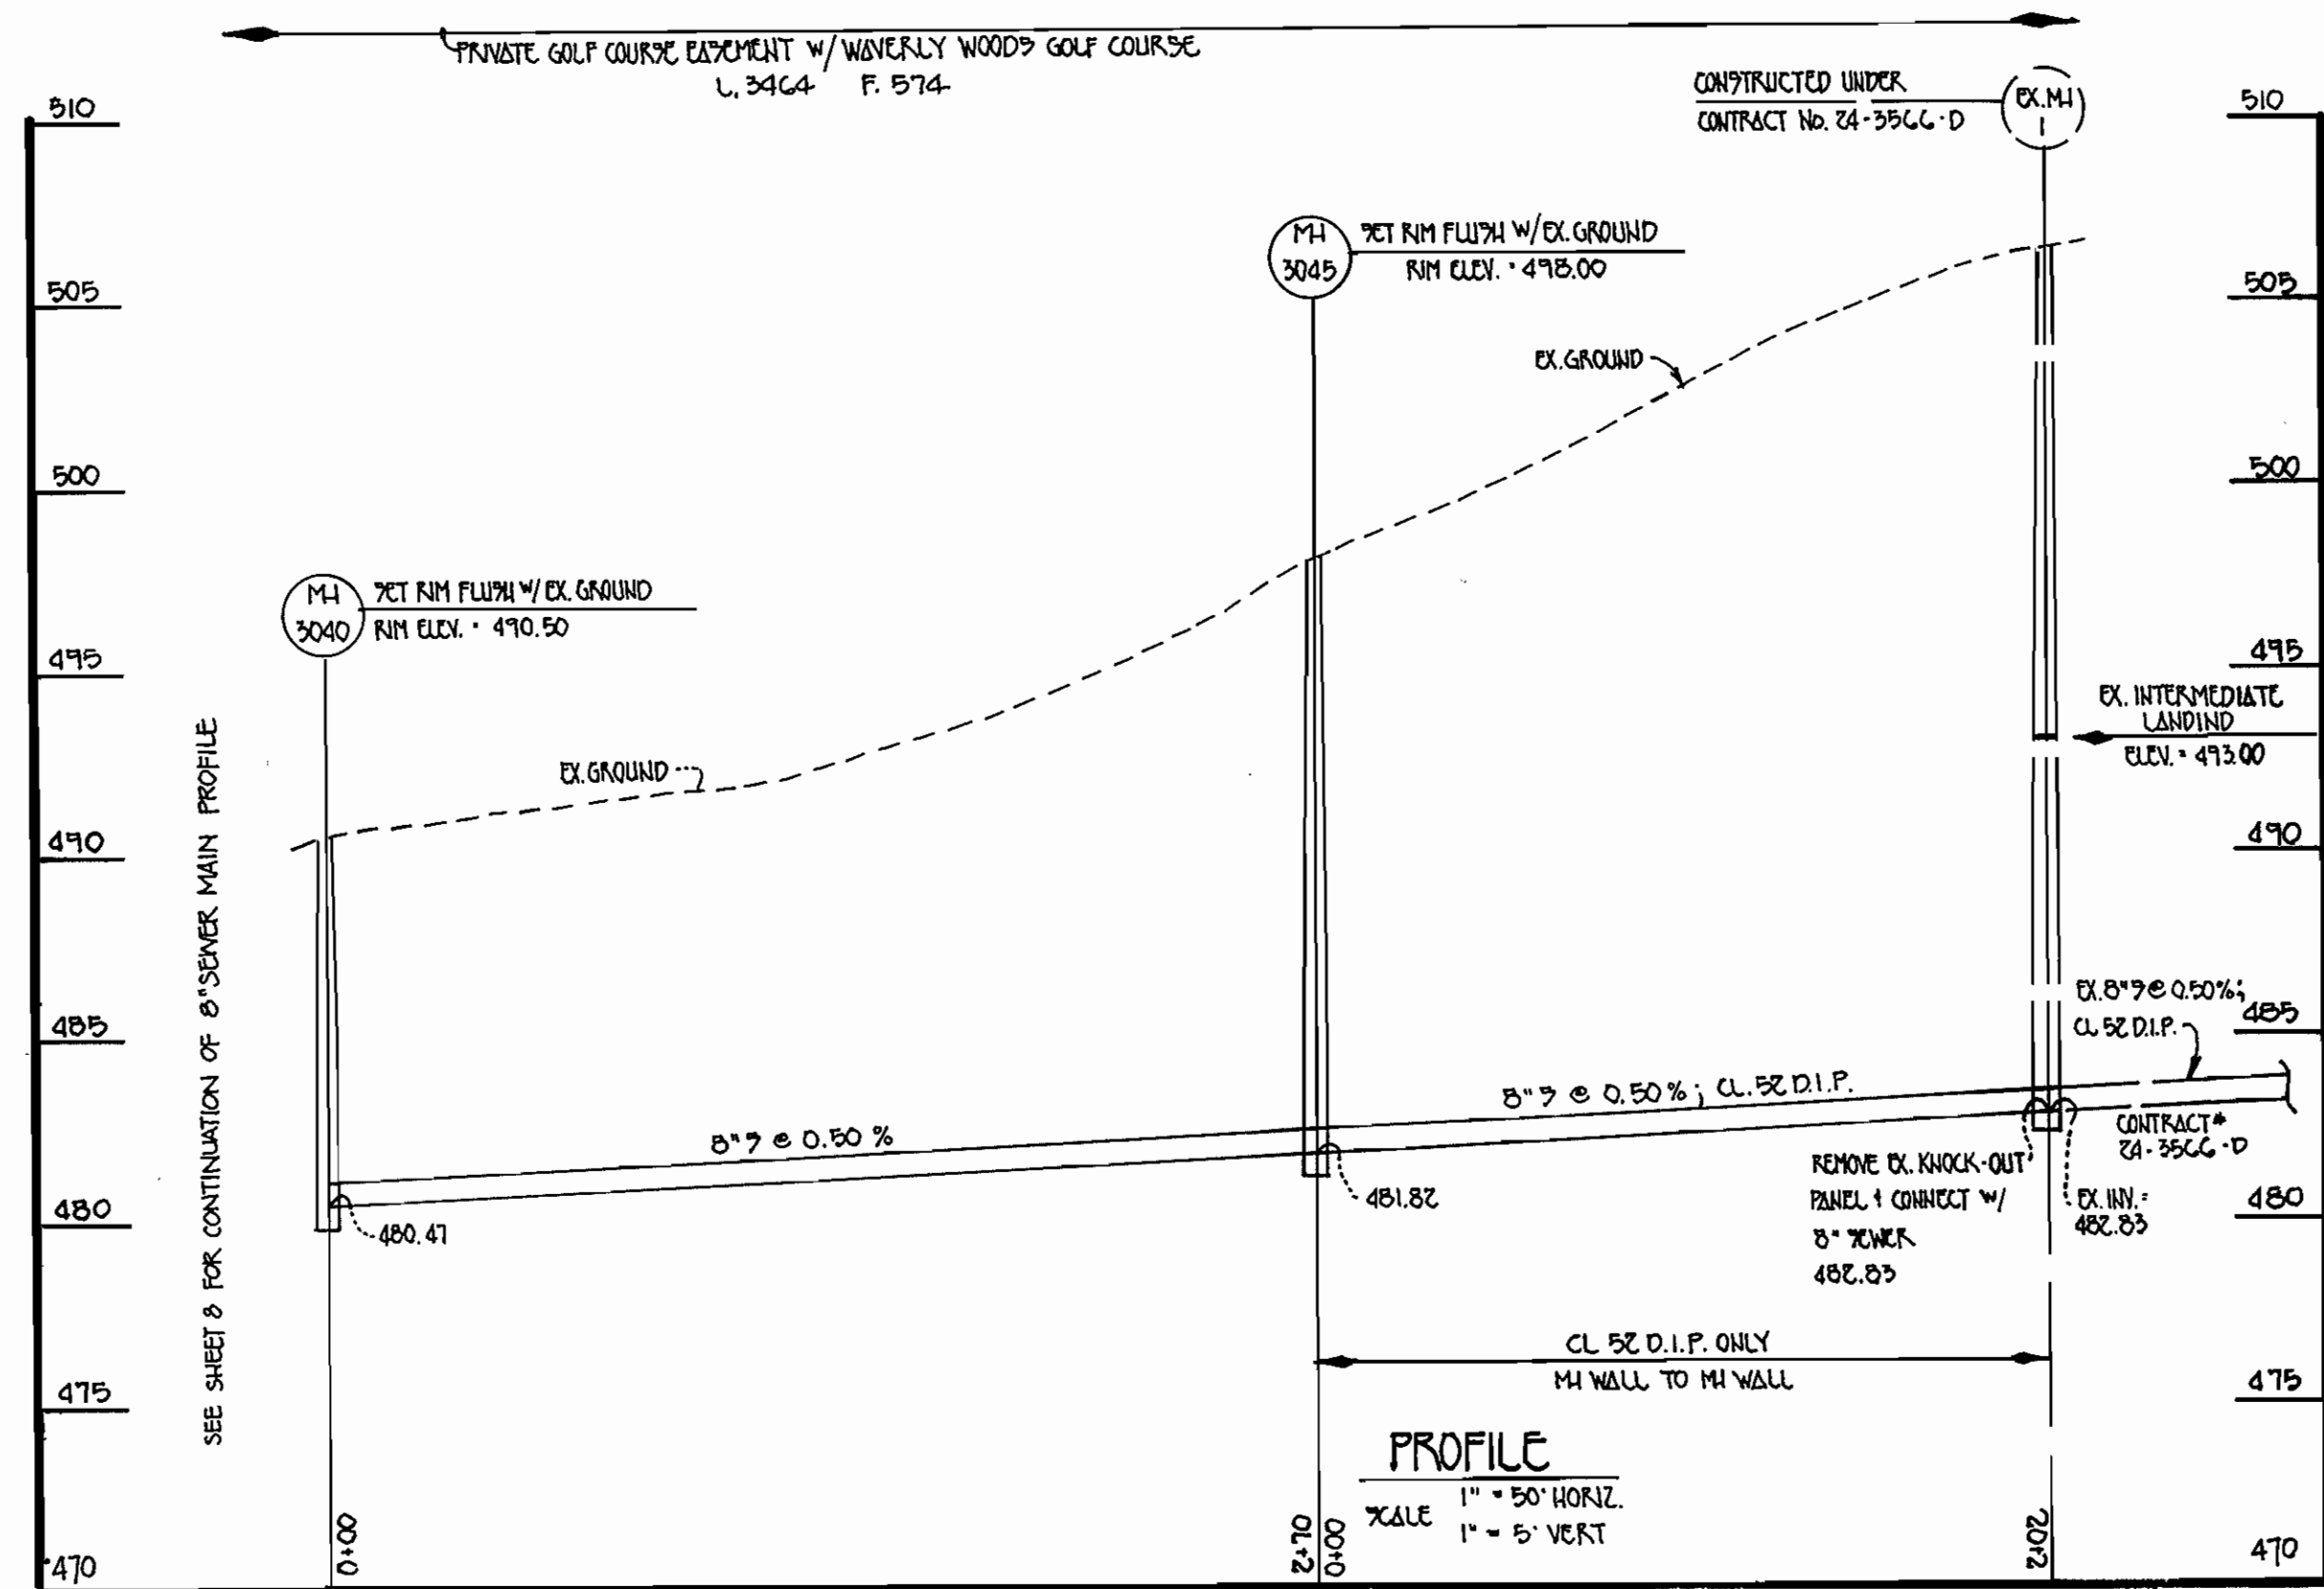 PRIVATE GOLF COURSE EASEMENT W/ WAVERLY WOODS GOLF COURSE
L. 3464 F. 574
CONSTRUCTED UNDER
CONTRACT No. 24-3566-D
EX.MH
1
510
510
MH
3045
SET RIM FLUSH W/EX.GROUND
RIM ELEV. = 498.00
505
505
EX.GROUND
500
500
MH
3040
SET RIM FLUSH W/ EX. GROUND
RIM ELEV. = 490.50
495
495
EX. INTERMEDIATE
LANDIND
ELEV. = 493.00
EX.GROUND
490
490
SEE SHEET 8 FOR CONTINUATION OF 8"SEWER MAIN PROFILE
EX.8"S@0.50%;
CL 52 D.I.P.
485
485
8"S @ 0.50%; CL.52 D.I.P.
8"S @ 0.50 %
CONTRACT#
24-3566-D
REMOVE EX. KNOCK-OUT
PANEL & CONNECT W/
8" SEWER
482.83
EX.INV.=
482.83
481.82
480.47
480
480
CL 52 D.I.P. ONLY
MH WALL TO MH WALL
475
475
PROFILE
SCALE
1" = 50' HORIZ.
1" = 5' VERT
0+00
2+70
0+00
2+02
470
470